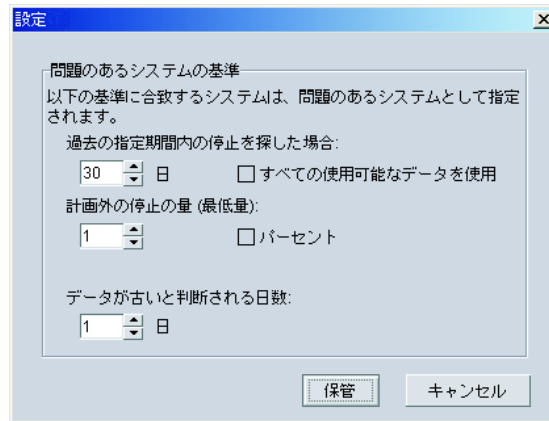 設定
問題のあるシステムの基準
以下の基準に合致するシステムは、問題のあるシステムとして指定
されます。
過去の指定期間内の停止を探した場合:
30 日 すべての使用可能なデータを使用
計画外の停止の量 (最低量):
1 パーセント
データが古いと判断される日数:
1 日
保管 キャンセル